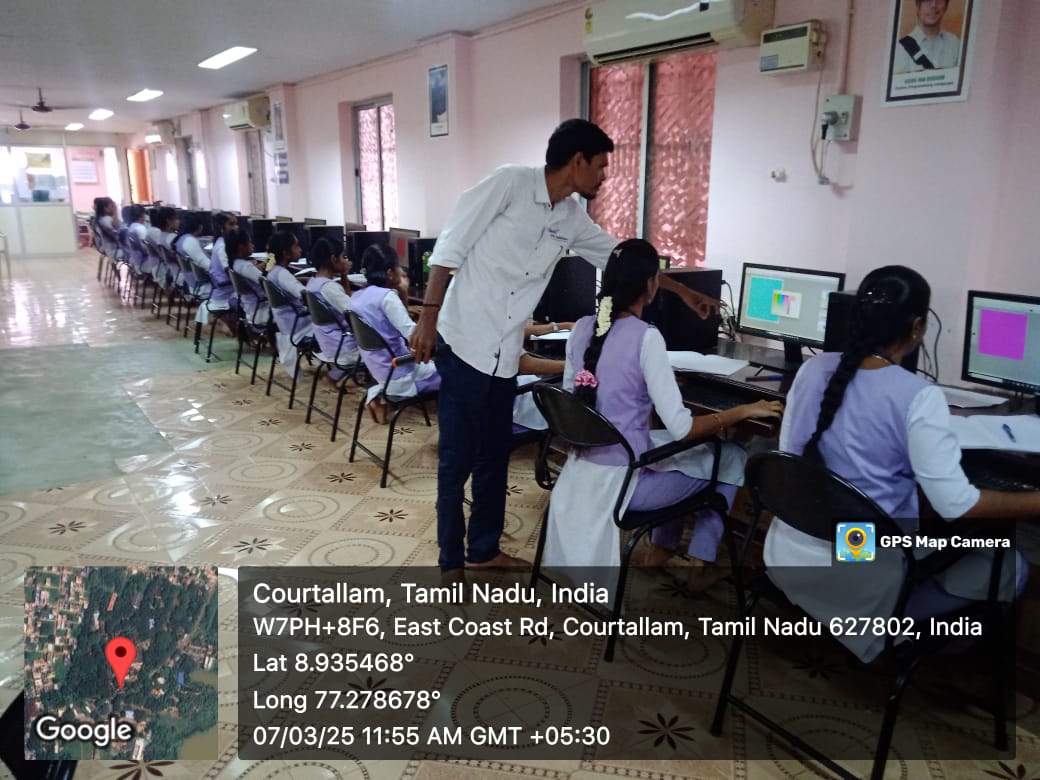 GPS Map Camera
Courtallam, Tamil Nadu, India
W7PH+8F6, East Coast Rd, Courtallam, Tamil Nadu 627802, India
Lat 8.935468°
Long 77.278678°
07/03/25 11:55 AM GMT +05:30
Google